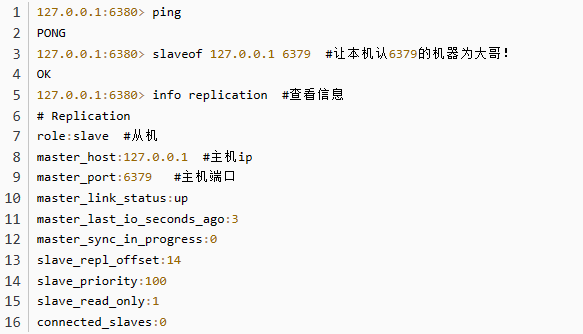 1 127.0.0.1:6380> ping
2 PONG
3 127.0.0.1:6380> slaveof 127.0.0.1 6379  #让本机认6379的机器为大哥！
4 OK
5 127.0.0.1:6380> info replication  #查看信息
6 # Replication
7 role:slave  #从机
8 master_host:127.0.0.1  #主机ip
9 master_port:6379   #主机端口
10 master_link_status:up
11 master_last_io_seconds_ago:3
12 master_sync_in_progress:0
13 slave_repl_offset:14
14 slave_priority:100
15 slave_read_only:1
16 connected_slaves:0